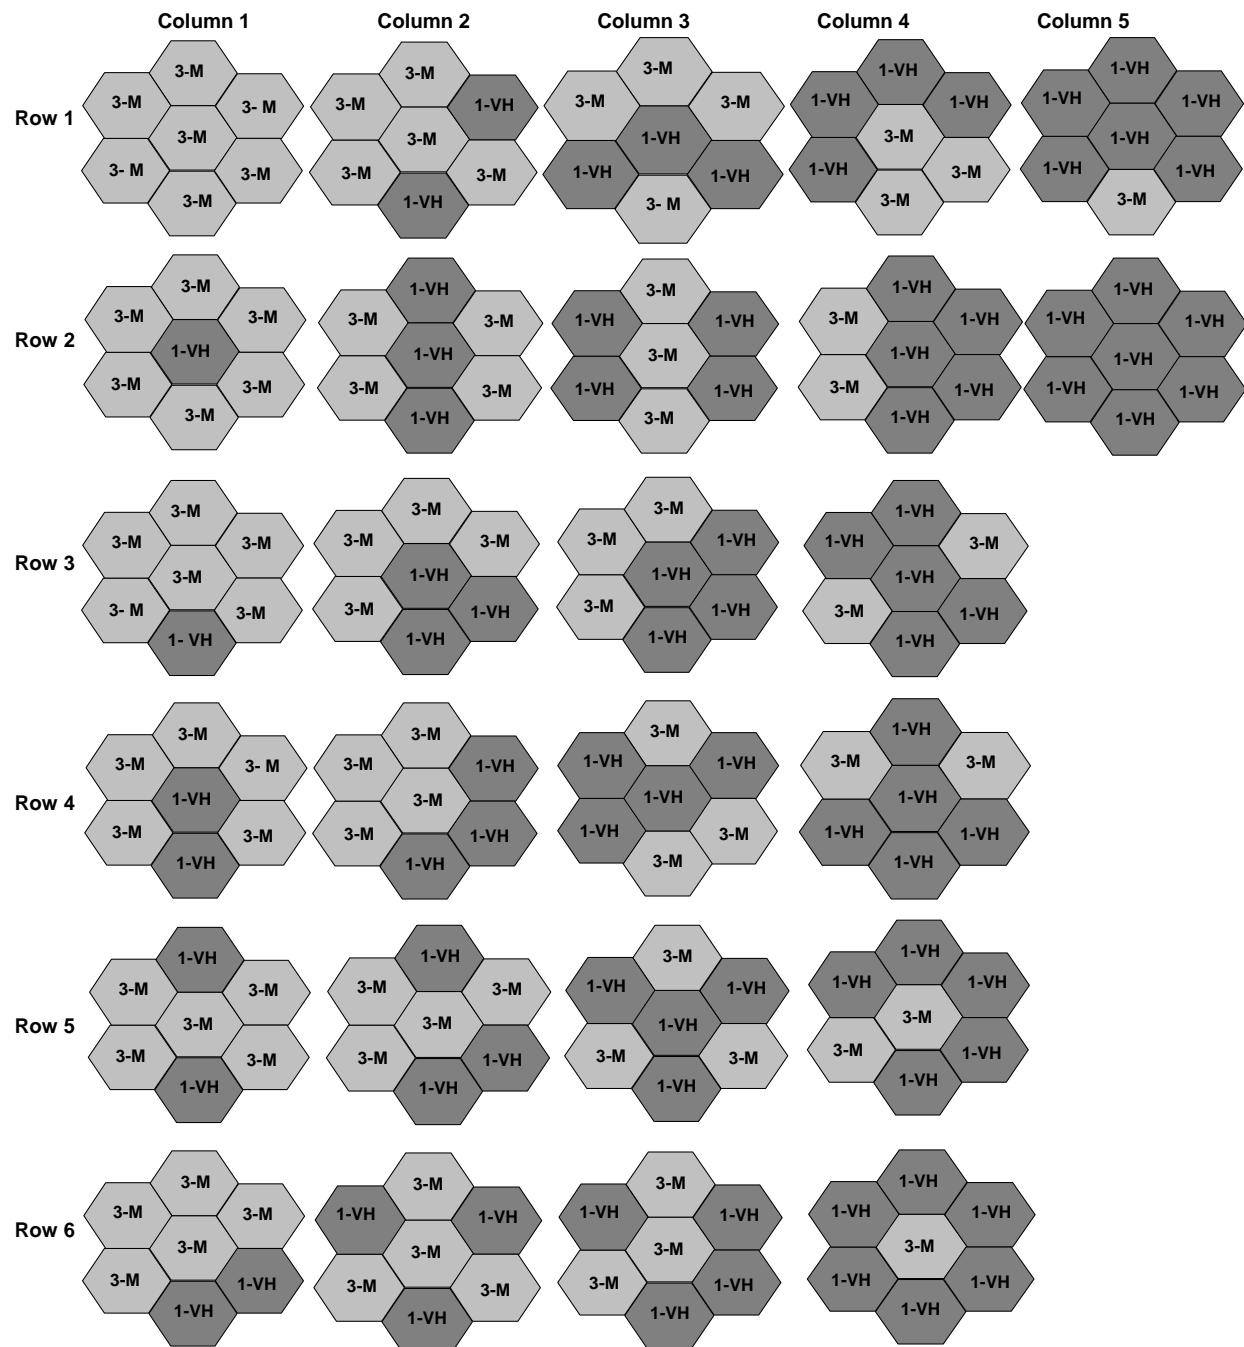 Column 1 Column 2 Column 3 Column 4 Column 5
Row 1
3-M 3-M 3- M 3-M 3- M 3-M 3-M
3-M 3-M 1-VH 3-M 3-M 3-M 1-VH
3-M 3-M 3-M 1-VH 1-VH 1-VH 3- M
1-VH 1-VH 1-VH 3-M 1-VH 3-M 3-M
1-VH 1-VH 1-VH 1-VH 1-VH 1-VH 3-M
Row 2
3-M 3-M 3-M 1-VH 3-M 3-M 3-M
1-VH 3-M 3-M 1-VH 3-M 3-M 1-VH
3-M 1-VH 1-VH 3-M 1-VH 1-VH 3-M
1-VH 3-M 1-VH 1-VH 3-M 1-VH 1-VH
1-VH 1-VH 1-VH 1-VH 1-VH 1-VH 1-VH
Row 3
3-M 3-M 3-M 3-M 3- M 3-M 1- VH
3-M 3-M 3-M 1-VH 3-M 1-VH 1-VH
3-M 3-M 1-VH 1-VH 3-M 1-VH 1-VH
1-VH 1-VH 3-M 1-VH 3-M 1-VH 1-VH
Row 4
3-M 3-M 3- M 1-VH 3-M 3-M 1-VH
3-M 3-M 1-VH 3-M 3-M 1-VH 1-VH
3-M 1-VH 1-VH 1-VH 1-VH 3-M 3-M
1-VH 3-M 3-M 1-VH 1-VH 1-VH 1-VH
Row 5
1-VH 3-M 3-M 3-M 3-M 3-M 1-VH
1-VH 3-M 3-M 3-M 3-M 1-VH 1-VH
3-M 1-VH 1-VH 1-VH 3-M 3-M 1-VH
1-VH 1-VH 1-VH 3-M 3-M 1-VH 1-VH
Row 6
3-M 3-M 3-M 3-M 3-M 1-VH 1-VH
3-M 1-VH 1-VH 3-M 3-M 3-M 1-VH
3-M 1-VH 1-VH 3-M 3-M 1-VH 1-VH
1-VH 1-VH 1-VH 3-M 1-VH 1-VH 1-VH